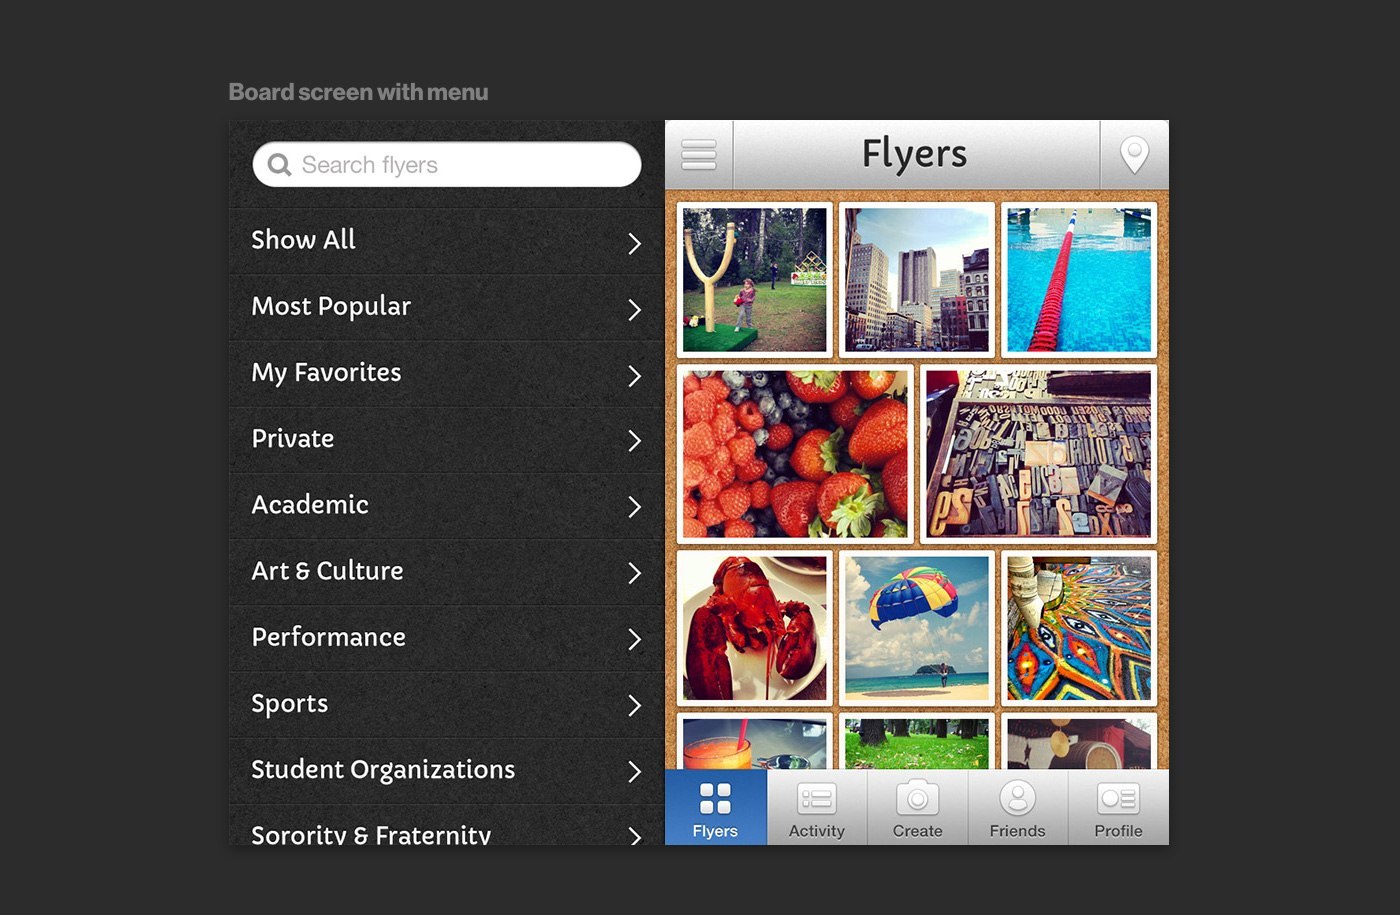 Board screen with menu
Search flyers
Show All
Most Popular
My Favorites
Private
Academic
Art & Culture
Performance
Sports
Student Organizations
Sorority & Fraternity
Flyers
Flyers
Activity
Create
Friends
Profile